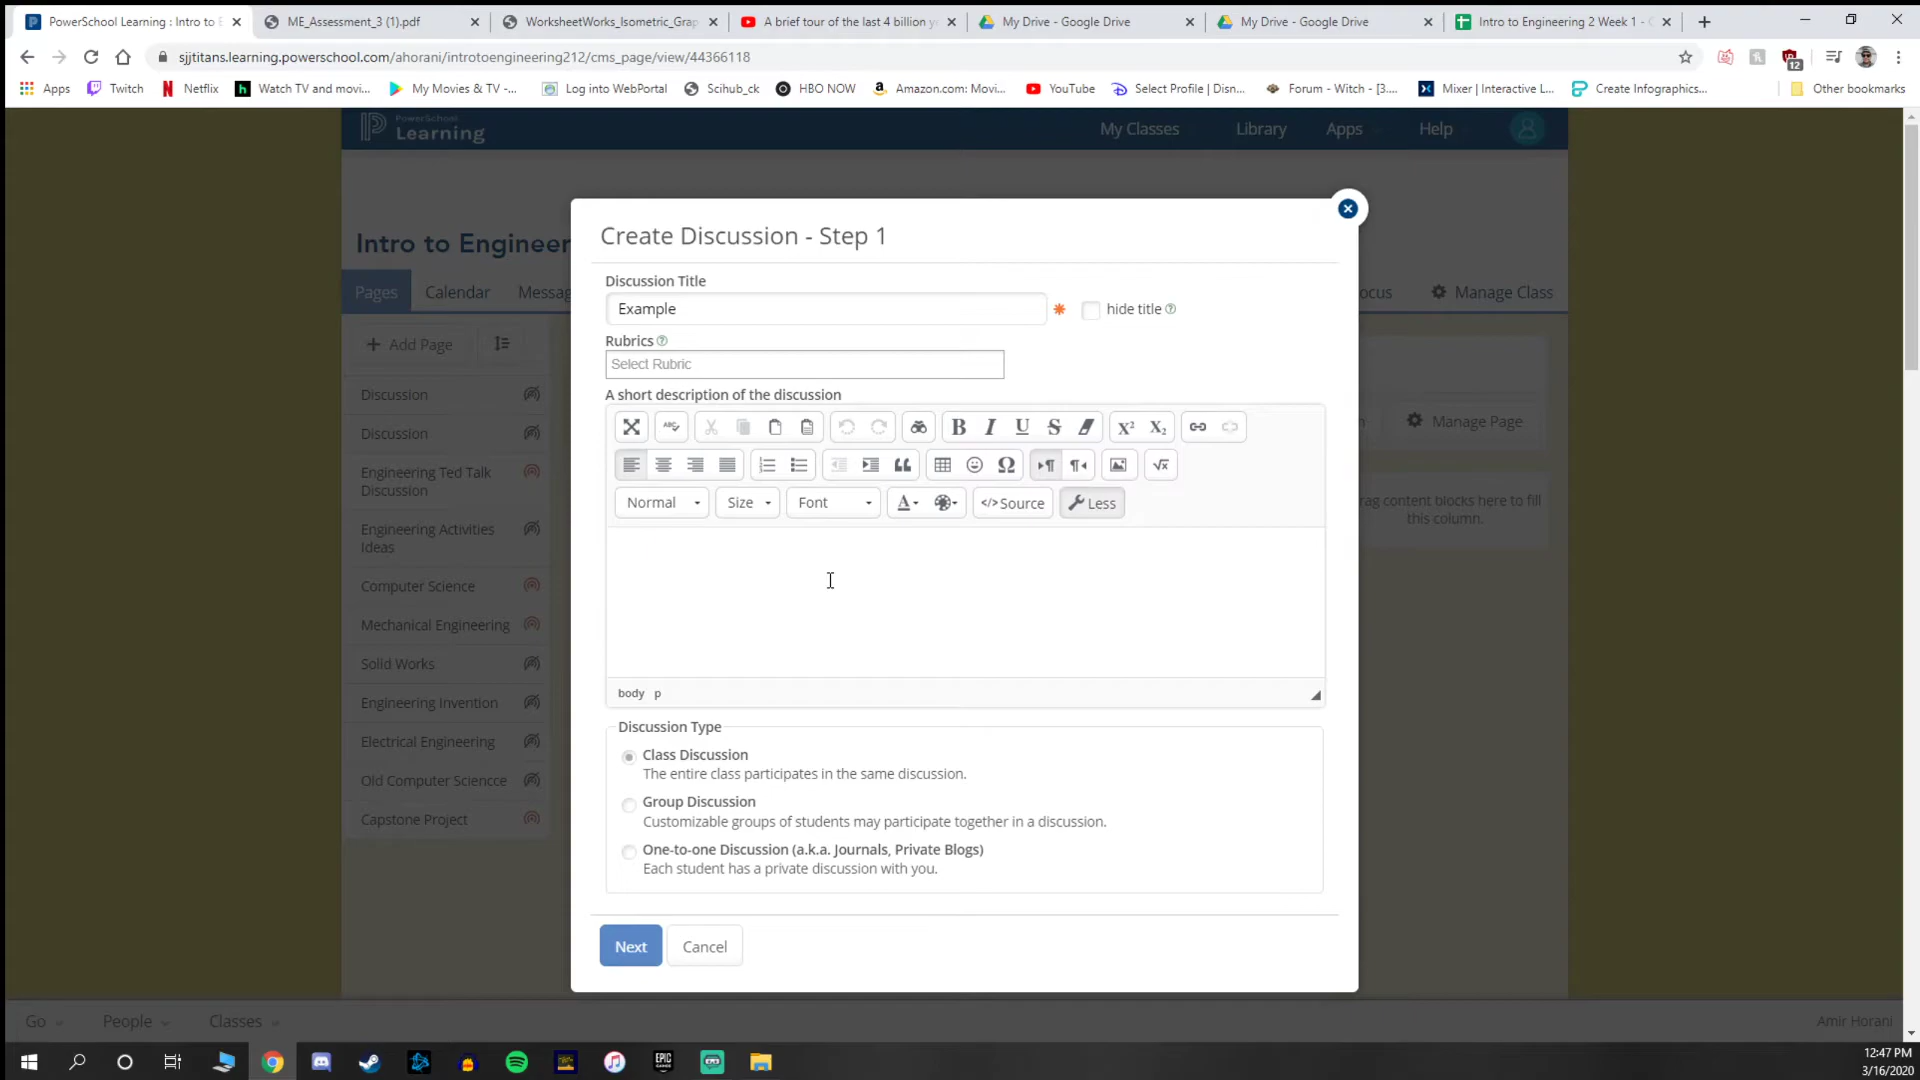 PowerSchool Learning : Intro to E
ME_Assessment_3 (1).pdf
WorksheetWorks_Isometric_Grap
A brief tour of the last 4 billion y
My Drive - Google Drive
My Drive - Google Drive
Intro to Engineering 2 Week 1 -
sjjtitans.learning.powerschool.com/ahorani/introtoengineering212/cms_page/view/44366118
12
Apps
Twitch
Netflix
Watch TV and movi...
My Movies & TV -...
Log into WebPortal
Scihub_ck
HBO NOW
Amazon.com: Movi...
YouTube
Select Profile | Disn...
Forum - Witch - [3....
Mixer | Interactive L...
Create Infographics...
Other bookmarks
PowerSchool
Learning
My Classes
Library
Apps
Help
Intro to Engineer
Pages
Calendar
Messag
ocus
Manage Class
+ Add Page
Discussion
Discussion
Engineering Ted Talk
Discussion
Engineering Activities
Ideas
Computer Science
Mechanical Engineering
Solid Works
Engineering Invention
Electrical Engineering
Old Computer Sciencce
Capstone Project
Manage Page
rag content blocks here to fill
this column.
Create Discussion - Step 1
Discussion Title
Example
hide title
Rubrics
Select Rubric
A short description of the discussion
Normal
Size
Font
Source
Less
body p
Discussion Type
Class Discussion
The entire class participates in the same discussion.
Group Discussion
Customizable groups of students may participate together in a discussion.
One-to-one Discussion (a.k.a. Journals, Private Blogs)
Each student has a private discussion with you.
Next
Cancel
Go
People
Classes
Amir Horani
12:47 PM
3/16/2020